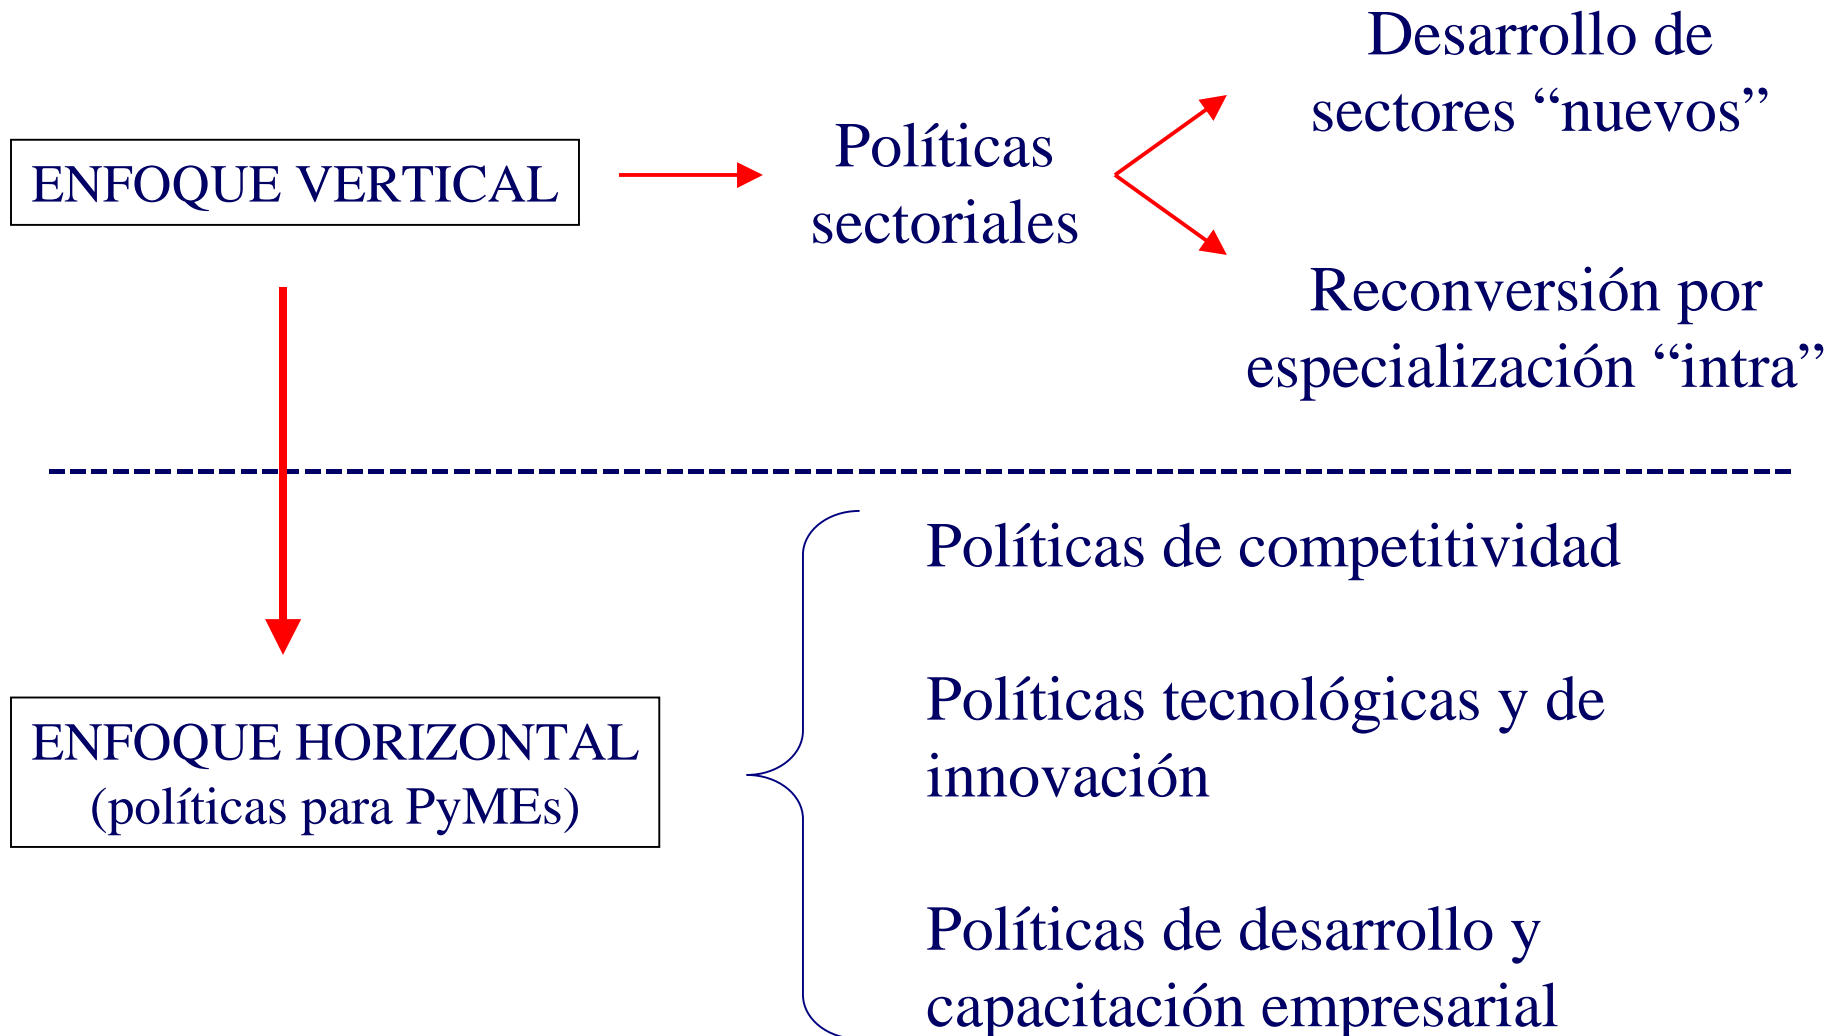 ENFOQUE VERTICAL
Políticas
sectoriales
Desarrollo de
sectores “nuevos”
Reconversión por
especialización “intra”
ENFOQUE HORIZONTAL
(políticas para PyMEs)
Políticas de competitividad
Políticas tecnológicas y de
innovación
Políticas de desarrollo y
capacitación empresarial